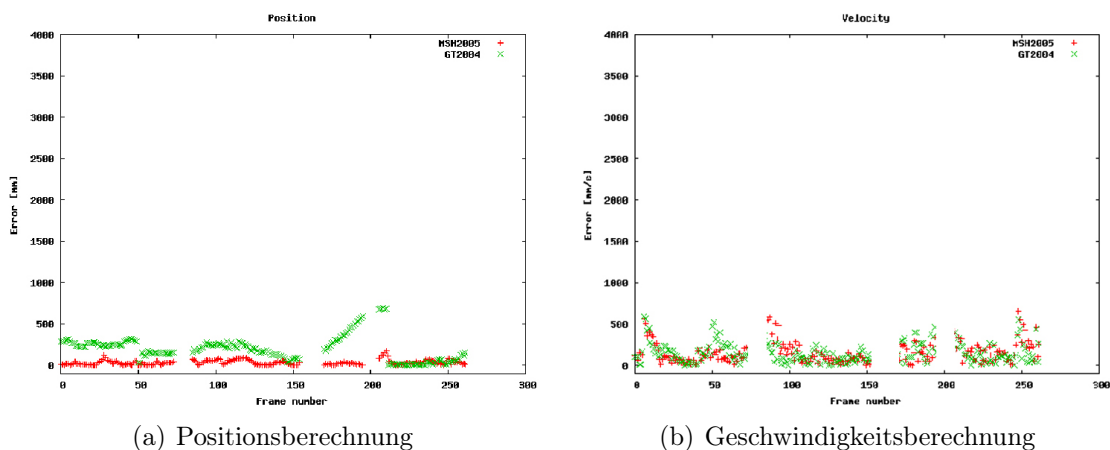 Position
4000
3500
3000
2500
2000
1500
1000
500
0
Error [mm]
MSH2005
GT2004
0 50 100 150 200 250 300
Frame number
(a) Positionsberechnung
Velocity
4000
3500
3000
2500
2000
1500
1000
500
0
Error [mm/s]
MSH2005
GT2004
0 50 100 150 200 250 300
Frame number
(b) Geschwindigkeitsberechnung